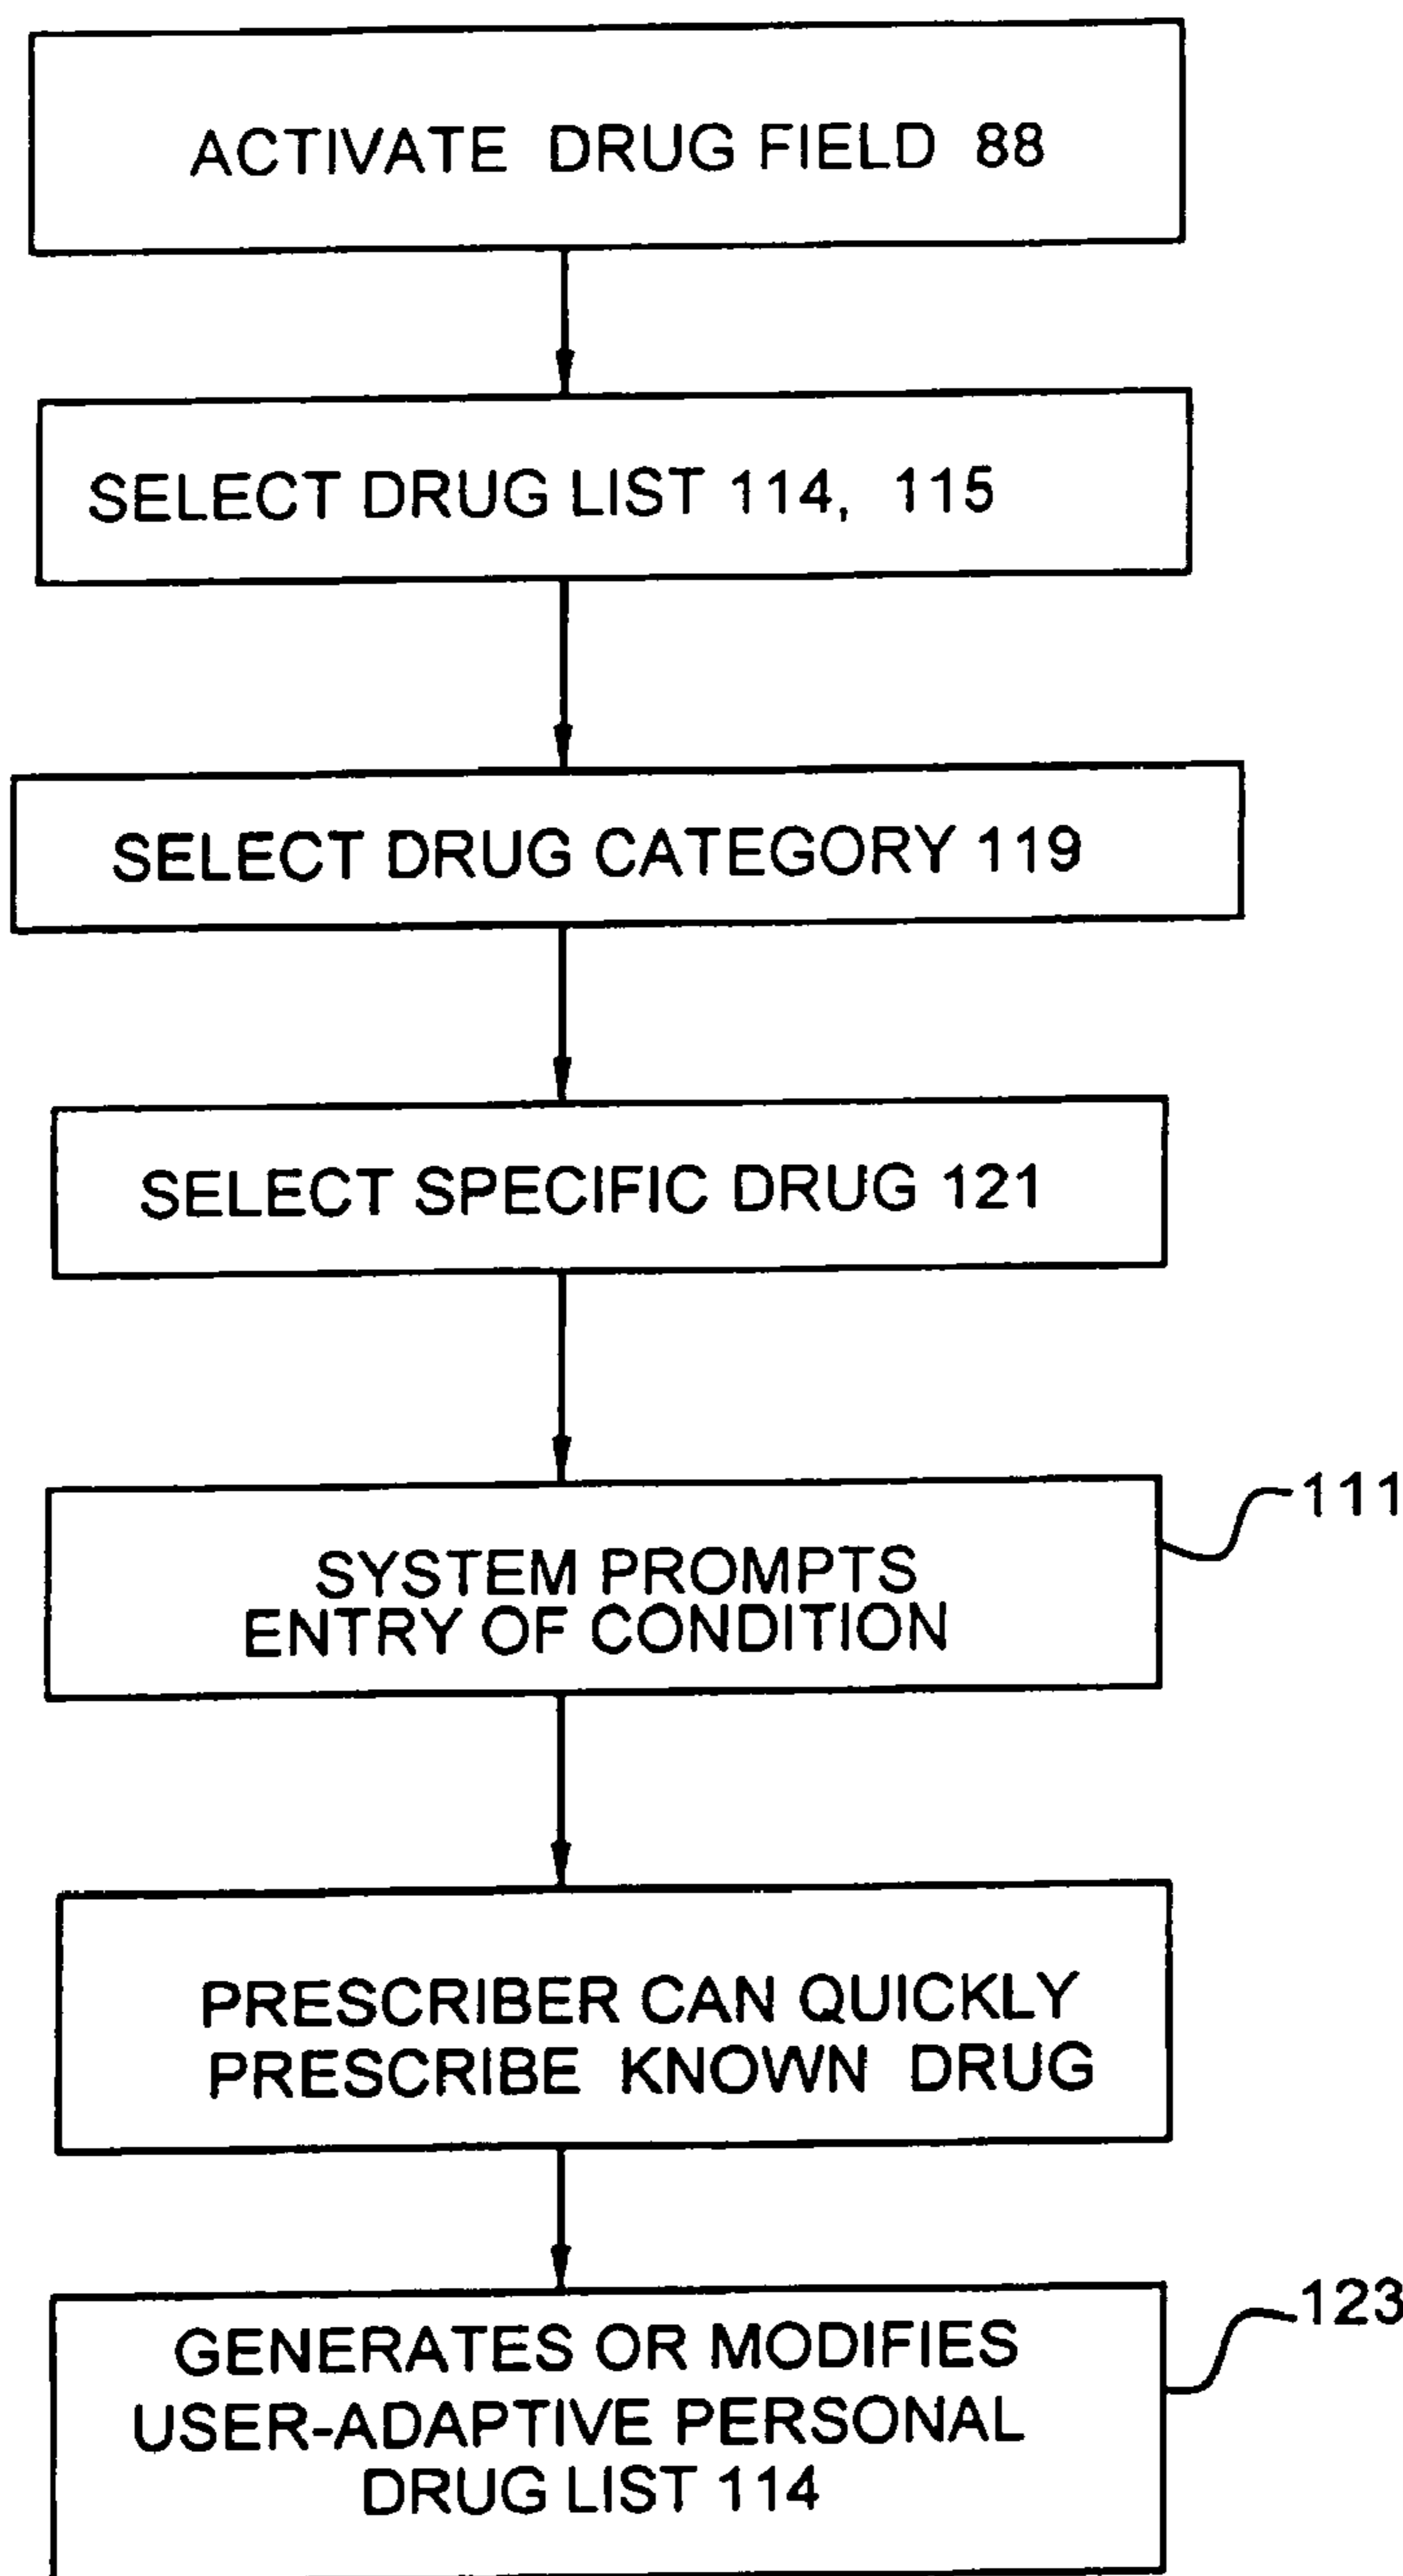 ACTIVATE DRUG FIELD 88
SELECT DRUG LIST 114, 115
SELECT DRUG CATEGORY 119
SELECT SPECIFIC DRUG 121
111
SYSTEM PROMPTS
ENTRY OF CONDITION
PRESCRIBER CAN QUICKLY
PRESCRIBE KNOWN DRUG
123
GENERATES OR MODIFIES
USER-ADAPTIVE PERSONAL
DRUG LIST 114